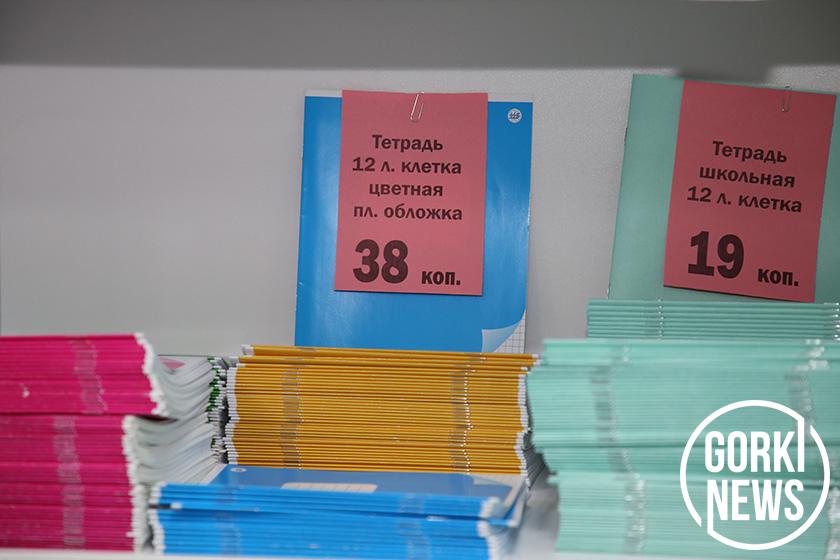 Тетрадь
12 л. клетка
цветная
пл. обложка
38 коп.
Тетрадь
школьная
12 л. клетка
19 коп.
GORKI
NEWS